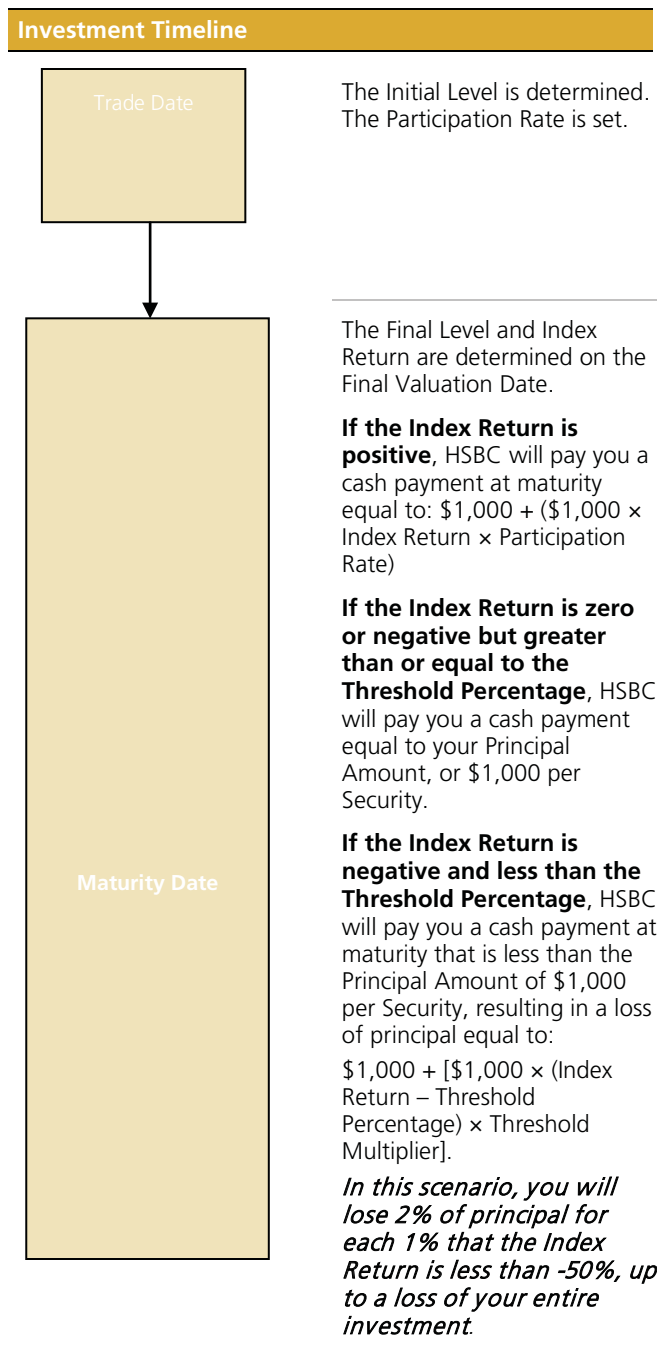 Investment Timeline
Trade Date
The Initial Level is determined.
The Participation Rate is set.
The Final Level and Index
Return are determined on the
Final Valuation Date.
If the Index Return is
positive, HSBC will pay you a
cash payment at maturity
equal to: $1,000 + ($1,000 ×
Index Return × Participation
Rate)
If the Index Return is zero
or negative but greater
than or equal to the
Threshold Percentage, HSBC
will pay you a cash payment
equal to your Principal
Amount, or $1,000 per
Security.
Maturity Date
If the Index Return is
negative and less than the
Threshold Percentage, HSBC
will pay you a cash payment at
maturity that is less than the
Principal Amount of $1,000
per Security, resulting in a loss
of principal equal to:
$1,000 + [$1,000 × (Index
Return – Threshold
Percentage) × Threshold
Multiplier].
In this scenario, you will
lose 2% of principal for
each 1% that the Index
Return is less than -50%, up
to a loss of your entire
investment.